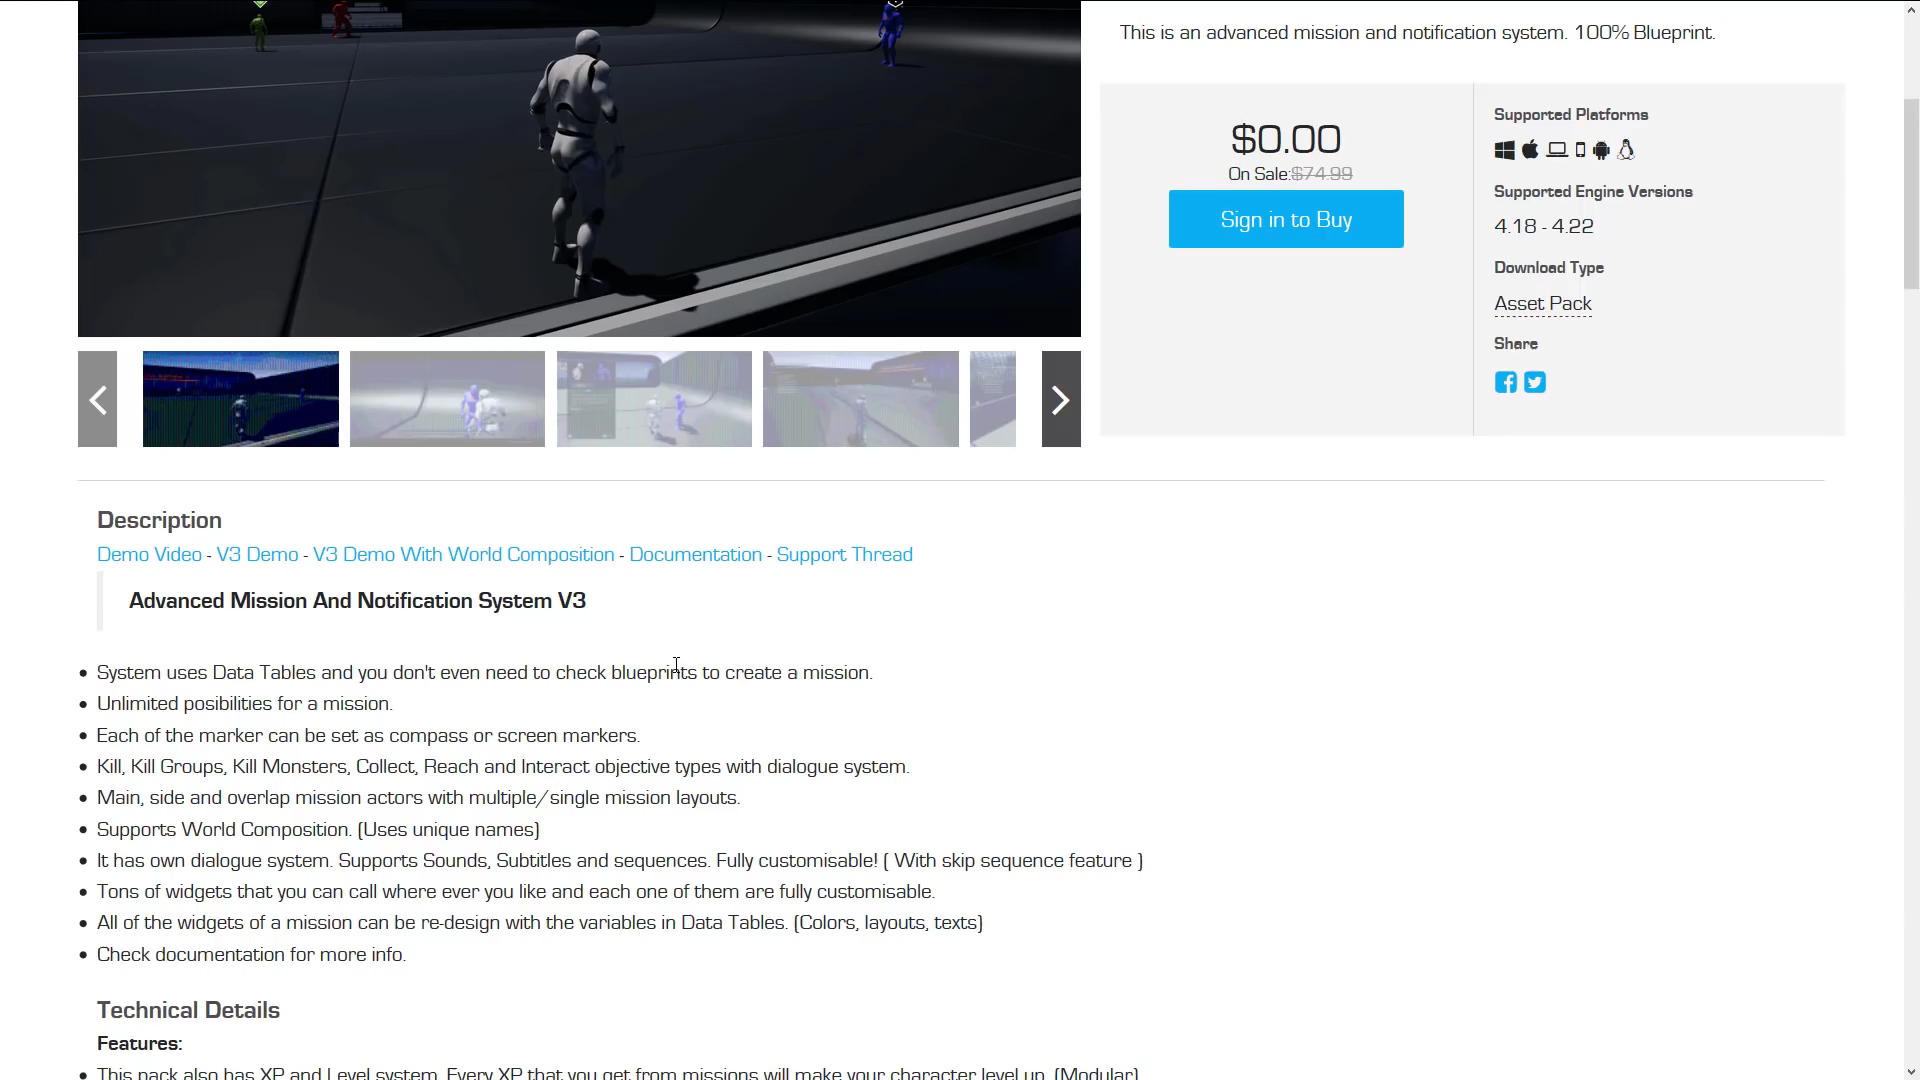 This is an advanced mission and notification system. 100% Blueprint.
$0.00
On Sale:$74.99
Sign in to Buy
Supported Platforms
Supported Engine Versions
4.18 - 4.22
Download Type
Asset Pack
Share
Description
Demo Video - V3 Demo - V3 Demo With World Composition - Documentation - Support Thread
Advanced Mission And Notification System V3
• System uses Data Tables and you don't even need to check blueprints to create a mission.
• Unlimited posibilities for a mission.
• Each of the marker can be set as compass or screen markers.
• Kill, Kill Groups, Kill Monsters, Collect, Reach and Interact objective types with dialogue system.
• Main, side and overlap mission actors with multiple/single mission layouts.
• Supports World Composition. (Uses unique names)
• It has own dialogue system. Supports Sounds, Subtitles and sequences. Fully customisable! ( With skip sequence feature )
• Tons of widgets that you can call where ever you like and each one of them are fully customisable.
• All of the widgets of a mission can be re-design with the variables in Data Tables. (Colors, layouts, texts)
• Check documentation for more info.
Technical Details
Features:
• This pack also has XP and Level system. Every XP that you get from missions will make your character level up. (Modular)